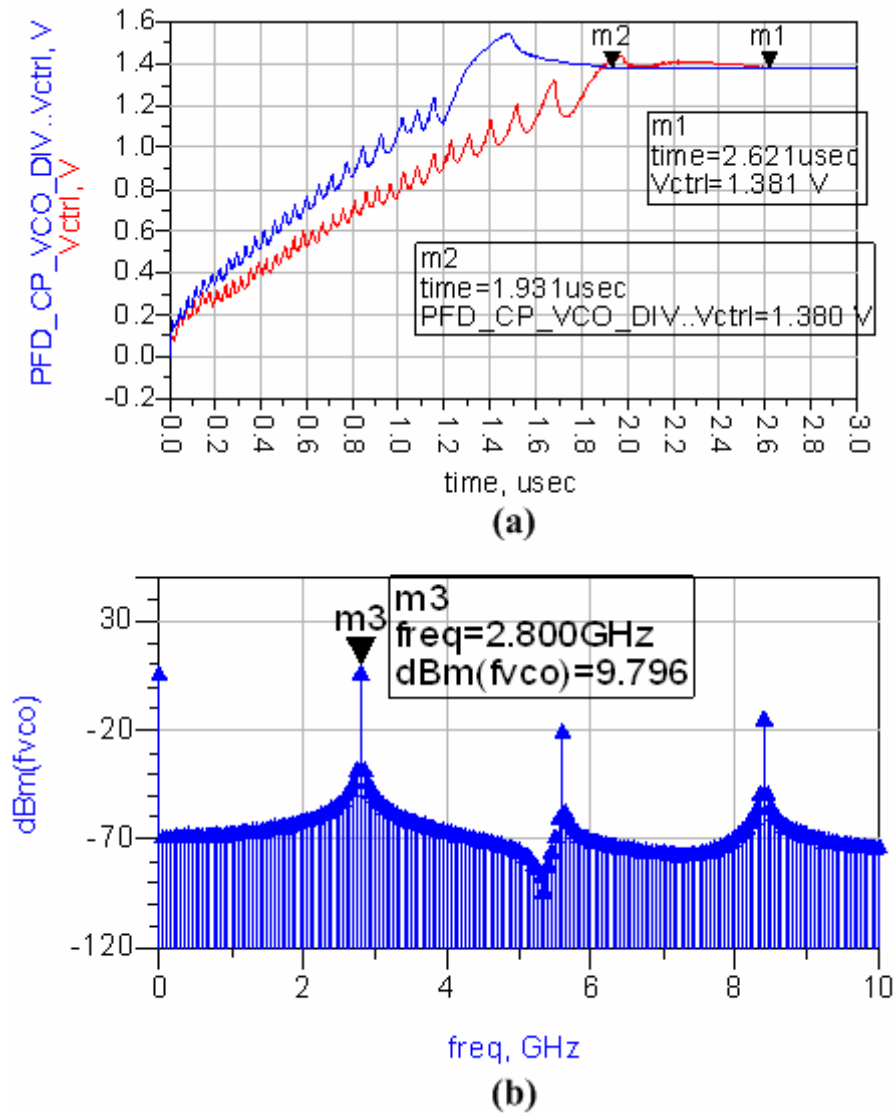 PFD_CP_VCO_DIV..Vctrl, V
Vctrl, V
1.6
1.4
1.2
1.0
0.8
0.6
0.4
0.2
0.0
-0.2
m2
m1
m1
time=2.621usec
Vctrl=1.381 V
m2
time=1.931usec
PFD_CP_VCO_DIV..Vctrl=1.380 V
0.0
0.2
0.4
0.6
0.8
1.0
1.2
1.4
1.6
1.8
2.0
2.2
2.4
2.6
2.8
3.0
time, usec
(a)
dBm(fvco)
30
-20
-70
-120
m3
m3
freq=2.800GHz
dBm(fvco)=9.796
0
2
4
6
8
10
freq, GHz
(b)